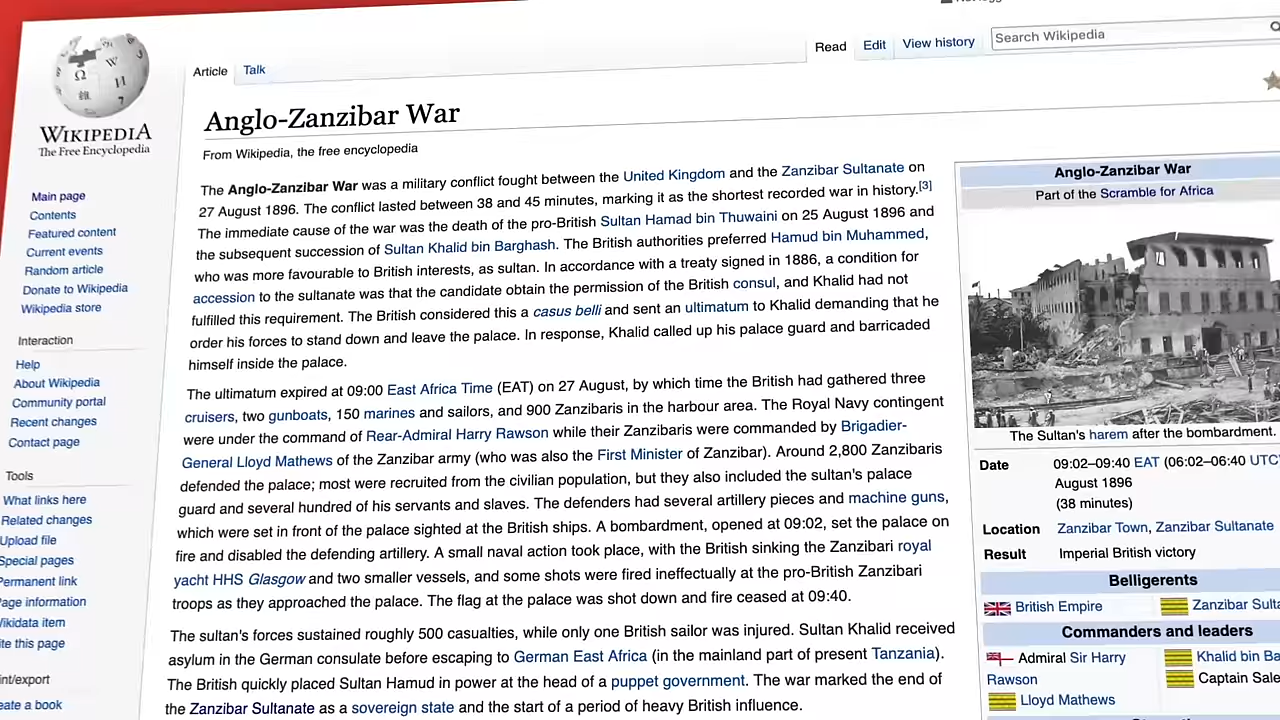 WIKIPEDIA
The Free Encyclopedia
Main page
Contents
Featured content
Current events
Random article
Donate to Wikipedia
Wikipedia store
Interaction
Help
About Wikipedia
Community portal
Recent changes
Contact page
Tools
What links here
Related changes
Upload file
Special pages
Permanent link
Page information
Wikidata item
Cite this page
Article Talk
Read Edit View history
Search Wikipedia
Anglo-Zanzibar War
From Wikipedia, the free encyclopedia
The Anglo-Zanzibar War was a military conflict fought between the United Kingdom and the Zanzibar Sultanate on
27 August 1896. The conflict lasted between 38 and 45 minutes, marking it as the shortest recorded war in history.[3]
The immediate cause of the war was the death of the pro-British Sultan Hamad bin Thuwaini on 25 August 1896 and
the subsequent succession of Sultan Khalid bin Barghash. The British authorities preferred Hamud bin Muhammed,
who was more favourable to British interests, as sultan. In accordance with a treaty signed in 1886, a condition for
accession to the sultanate was that the candidate obtain the permission of the British consul, and Khalid had not
fulfilled this requirement. The British considered this a casus belli and sent an ultimatum to Khalid demanding that he
order his forces to stand down and leave the palace. In response, Khalid called up his palace guard and barricaded
himself inside the palace.
The ultimatum expired at 09:00 East Africa Time (EAT) on 27 August, by which time the British had gathered three
cruisers, two gunboats, 150 marines and sailors, and 900 Zanzibaris in the harbour area. The Royal Navy contingent
were under the command of Rear-Admiral Harry Rawson while their Zanzibaris were commanded by Brigadier-
General Lloyd Mathews of the Zanzibar army (who was also the First Minister of Zanzibar). Around 2,800 Zanzibaris
defended the palace; most were recruited from the civilian population, but they also included the sultan's palace
guard and several hundred of his servants and slaves. The defenders had several artillery pieces and machine guns,
which were set in front of the palace sighted at the British ships. A bombardment, opened at 09:02, set the palace on
fire and disabled the defending artillery. A small naval action took place, with the British sinking the Zanzibari royal
yacht HHS Glasgow and two smaller vessels, and some shots were fired ineffectually at the pro-British Zanzibari
troops as they approached the palace. The flag at the palace was shot down and fire ceased at 09:40.
The sultan's forces sustained roughly 500 casualties, while only one British sailor was injured. Sultan Khalid received
asylum in the German consulate before escaping to German East Africa (in the mainland part of present Tanzania).
The British quickly placed Sultan Hamud in power at the head of a puppet government. The war marked the end of
the Zanzibar Sultanate as a sovereign state and the start of a period of heavy British influence.
Anglo-Zanzibar War
Part of the Scramble for Africa
The Sultan's harem after the bombardment.
Date 09:02–09:40 EAT (06:02–06:40 UTC)
August 1896
(38 minutes)
Location Zanzibar Town, Zanzibar Sultanate
Result Imperial British victory
Belligerents
British Empire Zanzibar Sulta
Commanders and leaders
Admiral Sir Harry
Rawson
Lloyd Mathews
Khalid bin Ba
Captain Sale